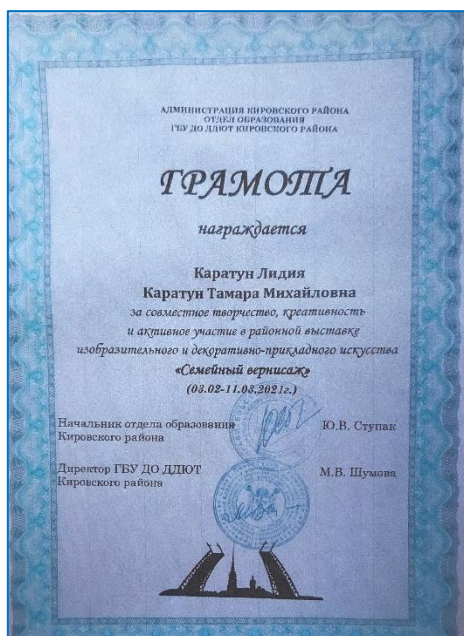 АДМИНИСТРАЦИЯ КИРОВСКОГО РАЙОНА
ОТДЕЛ ОБРАЗОВАНИЯ
ГБУ ДО ДДЮТ КИРОВСКОГО РАЙОНА
ГРАМОТА
награждается
Каратун Лидия
Каратун Тамара Михайловна
за совместное творчество, креативность
и активное участие в районной выставке
изобразительного и декоративно-прикладного искусства
«Семейный вернисаж»
(03.02-11.03.2021г.)
Начальник отдела образования
Кировского района
Ю.В. Ступак
Директор ГБУ ДО ДДЮТ
Кировского района
М.В. Шумова